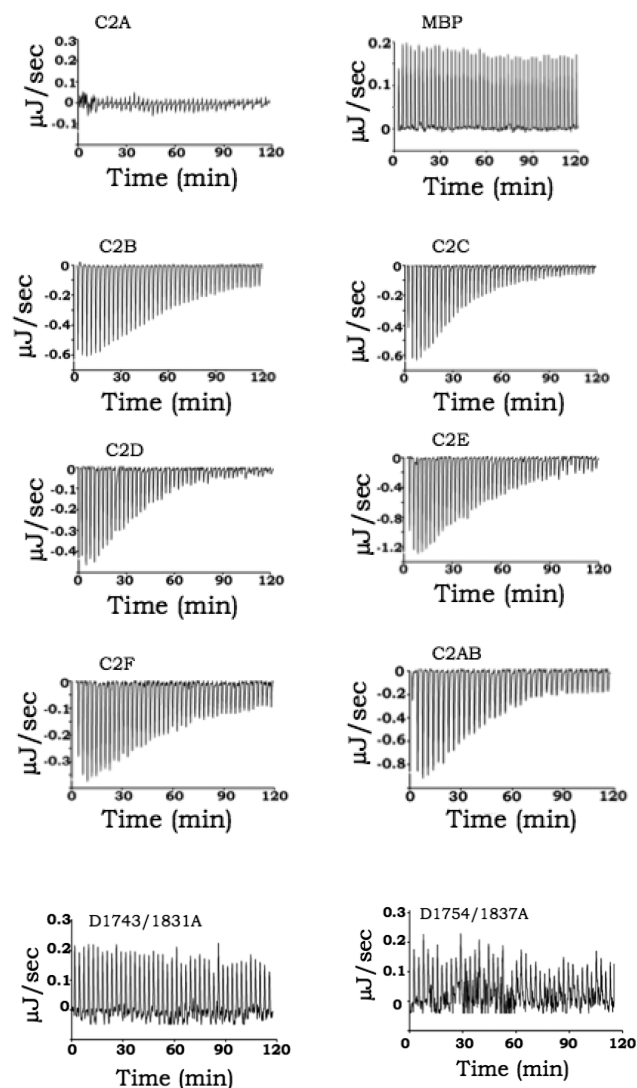 C2A
MBP
0.3
0.2
0.1
0
-0.1
μJ/sec
0 30 60 90 120
Time (min)
0.2
0.1
0
μJ/sec
0 30 60 90 120
Time (min)
C2B
C2C
0
-0.2
-0.4
-0.6
μJ/sec
0 30 60 90 120
Time (min)
0
-0.2
-0.4
-0.6
μJ/sec
0 30 60 90 120
Time (min)
C2D
C2E
0
-0.1
-0.2
-0.3
-0.4
μJ/sec
0 30 60 90 120
Time (min)
0
-0.4
-0.8
-1.2
μJ/sec
0 30 60 90 120
Time (min)
C2F
C2AB
0
-0.1
-0.2
-0.3
μJ/sec
0 30 60 90 120
Time (min)
0
-0.2
-0.4
-0.6
-0.8
μJ/sec
0 30 60 90 120
Time (min)
D1743/1831A
D1754/1837A
0.3
0.2
0.1
0
μJ/sec
0 30 60 90 120
Time (min)
0.3
0.2
0.1
0
μJ/sec
0 30 60 90 120
Time (min)